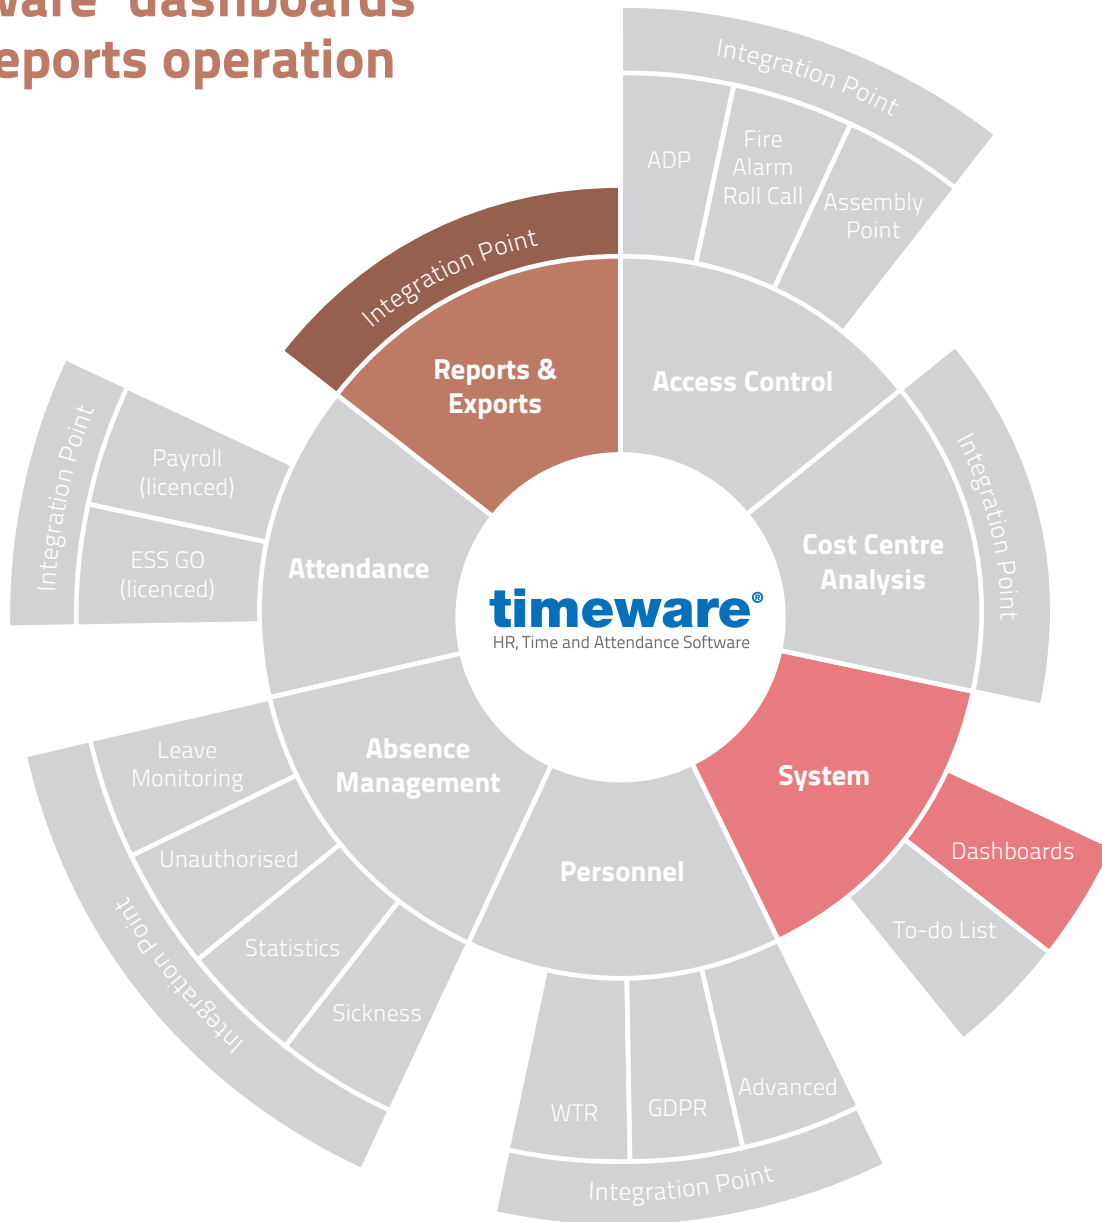 dashboards
reports operation
Integration Point
ADP
Fire
Alarm
Roll Call
Assembly
Point
Integration Point
Reports &
Exports
Access Control
Integration Point
Payroll
(licenced)
ESS GO
(licenced)
Attendance
Integration Point
Cost Centre
Analysis
timeware®
HR, Time and Attendance Software
Absence
Management
Leave
Monitoring
Unauthorised
Statistics
Sickness
Integration Point
System
Dashboards
To-do List
Personnel
WTR
GDPR
Advanced
Integration Point